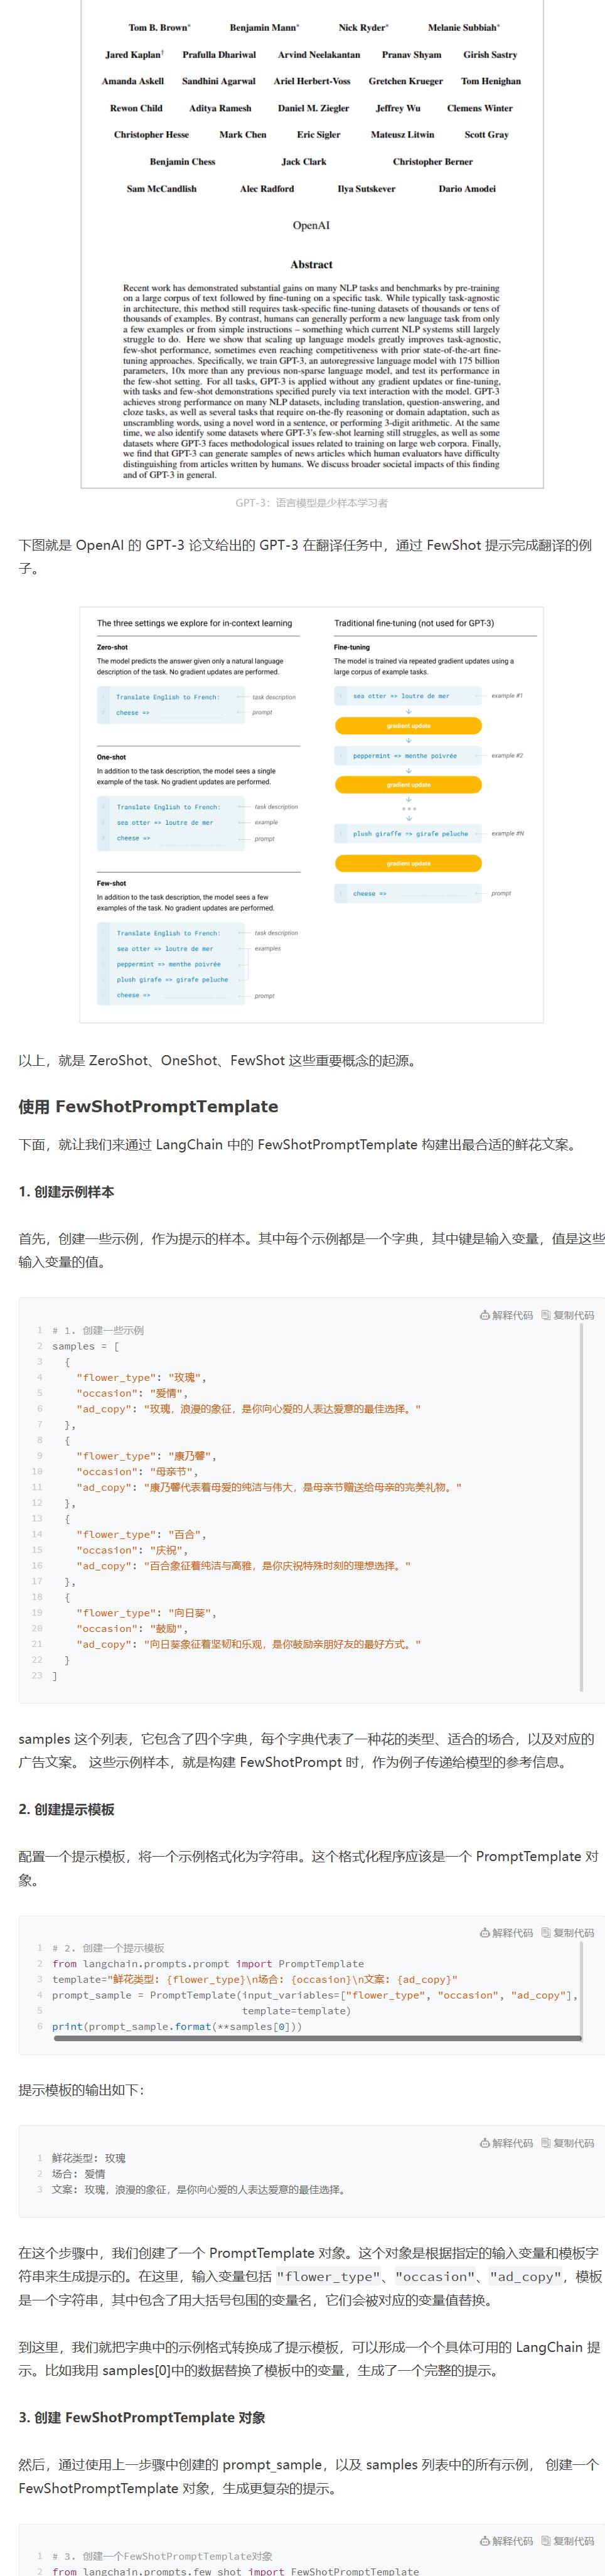 Tom B. Brown* Benjamin Mann* Nick Ryder* Melanie Subbiah*
Jared Kaplan† Prafulla Dhariwal Arvind Neelakantan Pranav Shyam Girish Sastry
Amanda Askell Sandhini Agarwal Ariel Herbert-Voss Gretchen Krueger Tom Henighan
Rewon Child Aditya Ramesh Daniel M. Ziegler Jeffrey Wu Clemens Winter
Christopher Hesse Mark Chen Eric Sigler Mateusz Litwin Scott Gray
Benjamin Chess Jack Clark Christopher Berner
Sam McCandlish Alec Radford Ilya Sutskever Dario Amodei
OpenAI
Abstract
Recent work has demonstrated substantial gains on many NLP tasks and benchmarks by pre-training
on a large corpus of text followed by fine-tuning on a specific task. While typically task-agnostic
in architecture, this method still requires task-specific fine-tuning datasets of thousands or tens of
thousands of examples. By contrast, humans can generally perform a new language task from only
a few examples or from simple instructions – something which current NLP systems still largely
struggle to do. Here we show that scaling up language models greatly improves task-agnostic,
few-shot performance, sometimes even reaching competitiveness with prior state-of-the-art fine-
tuning approaches. Specifically, we train GPT-3, an autoregressive language model with 175 billion
parameters, 10x more than any previous non-sparse language model, and test its performance in
the few-shot setting. For all tasks, GPT-3 is applied without any gradient updates or fine-tuning,
with tasks and few-shot demonstrations specified purely via text interaction with the model. GPT-3
achieves strong performance on many NLP datasets, including translation, question-answering, and
cloze tasks, as well as several tasks that require on-the-fly reasoning or domain adaptation, such as
unscrambling words, using a novel word in a sentence, or performing 3-digit arithmetic. At the same
time, we also identify some datasets where GPT-3's few-shot learning still struggles, as well as some
datasets where GPT-3 faces methodological issues related to training on large web corpora. Finally,
we find that GPT-3 can generate samples of news articles which human evaluators have difficulty
distinguishing from articles written by humans. We discuss broader societal impacts of this finding
and of GPT-3 in general.
GPT-3：语言模型是少样本学习者
下图就是 OpenAI 的 GPT-3 论文给出的 GPT-3 在翻译任务中，通过 FewShot 提示完成翻译的例
子。
The three settings we explore for in-context learning
Zero-shot
The model predicts the answer given only a natural language
description of the task. No gradient updates are performed.
1 Translate English to French: task description
2 cheese => prompt
One-shot
In addition to the task description, the model sees a single
example of the task. No gradient updates are performed.
1 Translate English to French: task description
2 sea otter => loutre de mer example
3 cheese => prompt
Few-shot
In addition to the task description, the model sees a few
examples of the task. No gradient updates are performed.
1 Translate English to French: task description
2 sea otter => loutre de mer examples
3 peppermint => menthe poivrée
4 plush girafe => girafe peluche
5 cheese => prompt
Traditional fine-tuning (not used for GPT-3)
Fine-tuning
The model is trained via repeated gradient updates using a
large corpus of example tasks.
1 sea otter => loutre de mer example #1
gradient update
1 peppermint => menthe poivrée example #2
gradient update
1 plush giraffe => girafe peluche example #N
gradient update
1 cheese => prompt
以上，就是 ZeroShot、OneShot、FewShot 这些重要概念的起源。
使用 FewShotPromptTemplate
下面，就让我们来通过 LangChain 中的 FewShotPromptTemplate 构建出最合适的鲜花文案。
1. 创建示例样本
首先，创建一些示例，作为提示的样本。其中每个示例都是一个字典，其中键是输入变量，值是这些
输入变量的值。
解释代码 复制代码
1 # 1. 创建一些示例
2 samples = [
3 {
4 "flower_type": "玫瑰",
5 "occasion": "爱情",
6 "ad_copy": "玫瑰，浪漫的象征，是你向心爱的人表达爱意的最佳选择。"
7 },
8 {
9 "flower_type": "康乃馨",
10 "occasion": "母亲节",
11 "ad_copy": "康乃馨代表着母爱的纯洁与伟大，是母亲节赠送给母亲的完美礼物。"
12 },
13 {
14 "flower_type": "百合",
15 "occasion": "庆祝",
16 "ad_copy": "百合象征着纯洁与高雅，是你庆祝特殊时刻的理想选择。"
17 },
18 {
19 "flower_type": "向日葵",
20 "occasion": "鼓励",
21 "ad_copy": "向日葵象征着坚韧和乐观，是你鼓励亲朋好友的最好方式。"
22 }
23 ]
samples 这个列表，它包含了四个字典，每个字典代表了一种花的类型、适合的场合，以及对应的
广告文案。 这些示例样本，就是构建 FewShotPrompt 时，作为例子传递给模型的参考信息。
2. 创建提示模板
配置一个提示模板，将一个示例格式化为字符串。这个格式化程序应该是一个 PromptTemplate 对
象。
解释代码 复制代码
1 # 2. 创建一个提示模板
2 from langchain.prompts.prompt import PromptTemplate
3 template="鲜花类型: {flower_type}\n场合: {occasion}\n文案: {ad_copy}"
4 prompt_sample = PromptTemplate(input_variables=["flower_type", "occasion", "ad_copy"],
5 template=template)
6 print(prompt_sample.format(**samples[0]))
提示模板的输出如下：
解释代码 复制代码
1 鲜花类型: 玫瑰
2 场合: 爱情
3 文案: 玫瑰，浪漫的象征，是你向心爱的人表达爱意的最佳选择。
在这个步骤中，我们创建了一个 PromptTemplate 对象。这个对象是根据指定的输入变量和模板字
符串来生成提示的。在这里，输入变量包括 "flower_type"、"occasion"、"ad_copy"，模板
是一个字符串，其中包含了用大括号包围的变量名，它们会被对应的变量值替换。
到这里，我们就把字典中的示例格式转换成了提示模板，可以形成一个个具体可用的 LangChain 提
示。比如我用 samples[0]中的数据替换了模板中的变量，生成了一个完整的提示。
3. 创建 FewShotPromptTemplate 对象
然后，通过使用上一步骤中创建的 prompt_sample，以及 samples 列表中的所有示例， 创建一个
FewShotPromptTemplate 对象，生成更复杂的提示。
解释代码 复制代码
1 # 3. 创建一个FewShotPromptTemplate对象
2 from langchain.prompts.few_shot import FewShotPromptTemplate